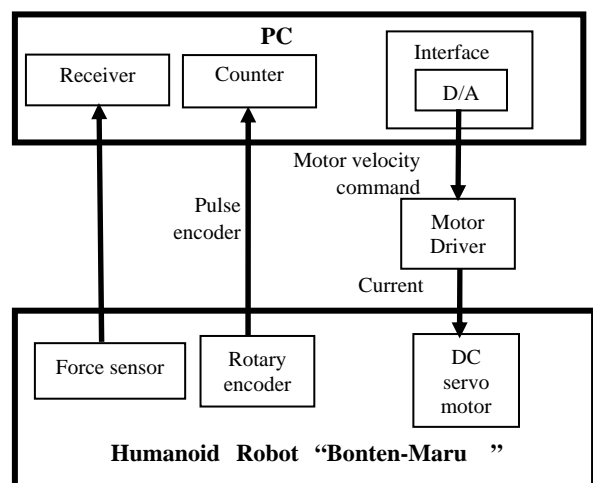 PC
Receiver
Counter
Interface
D/A
Motor velocity
command
Pulse
encoder
Motor
Driver
Current
Force sensor
Rotary
encoder
DC
servo
motor
Humanoid Robot “Bonten-Maru ”